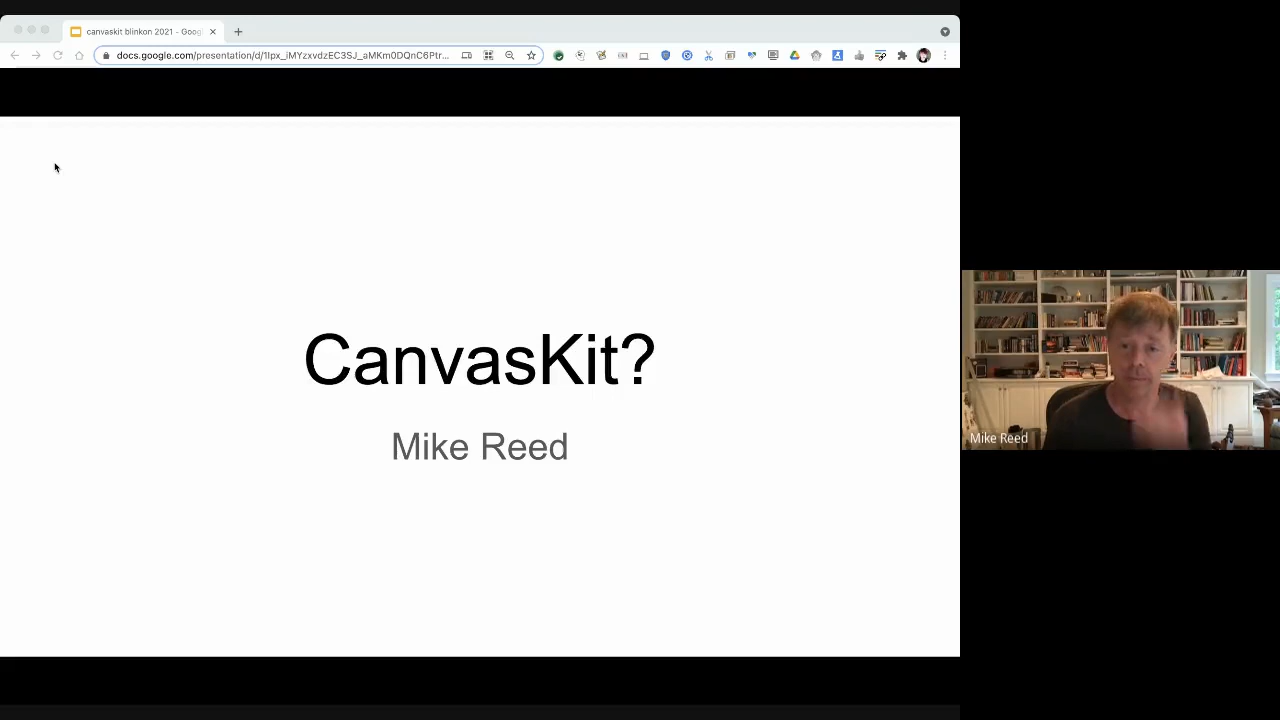 canvaskit blinkon 2021 - Goog
docs.google.com/presentation/d/1lpx_iMYzxvdzEC3SJ_aMKm0DQnC6Ptr...
CanvasKit?
Mike Reed
Mike Reed